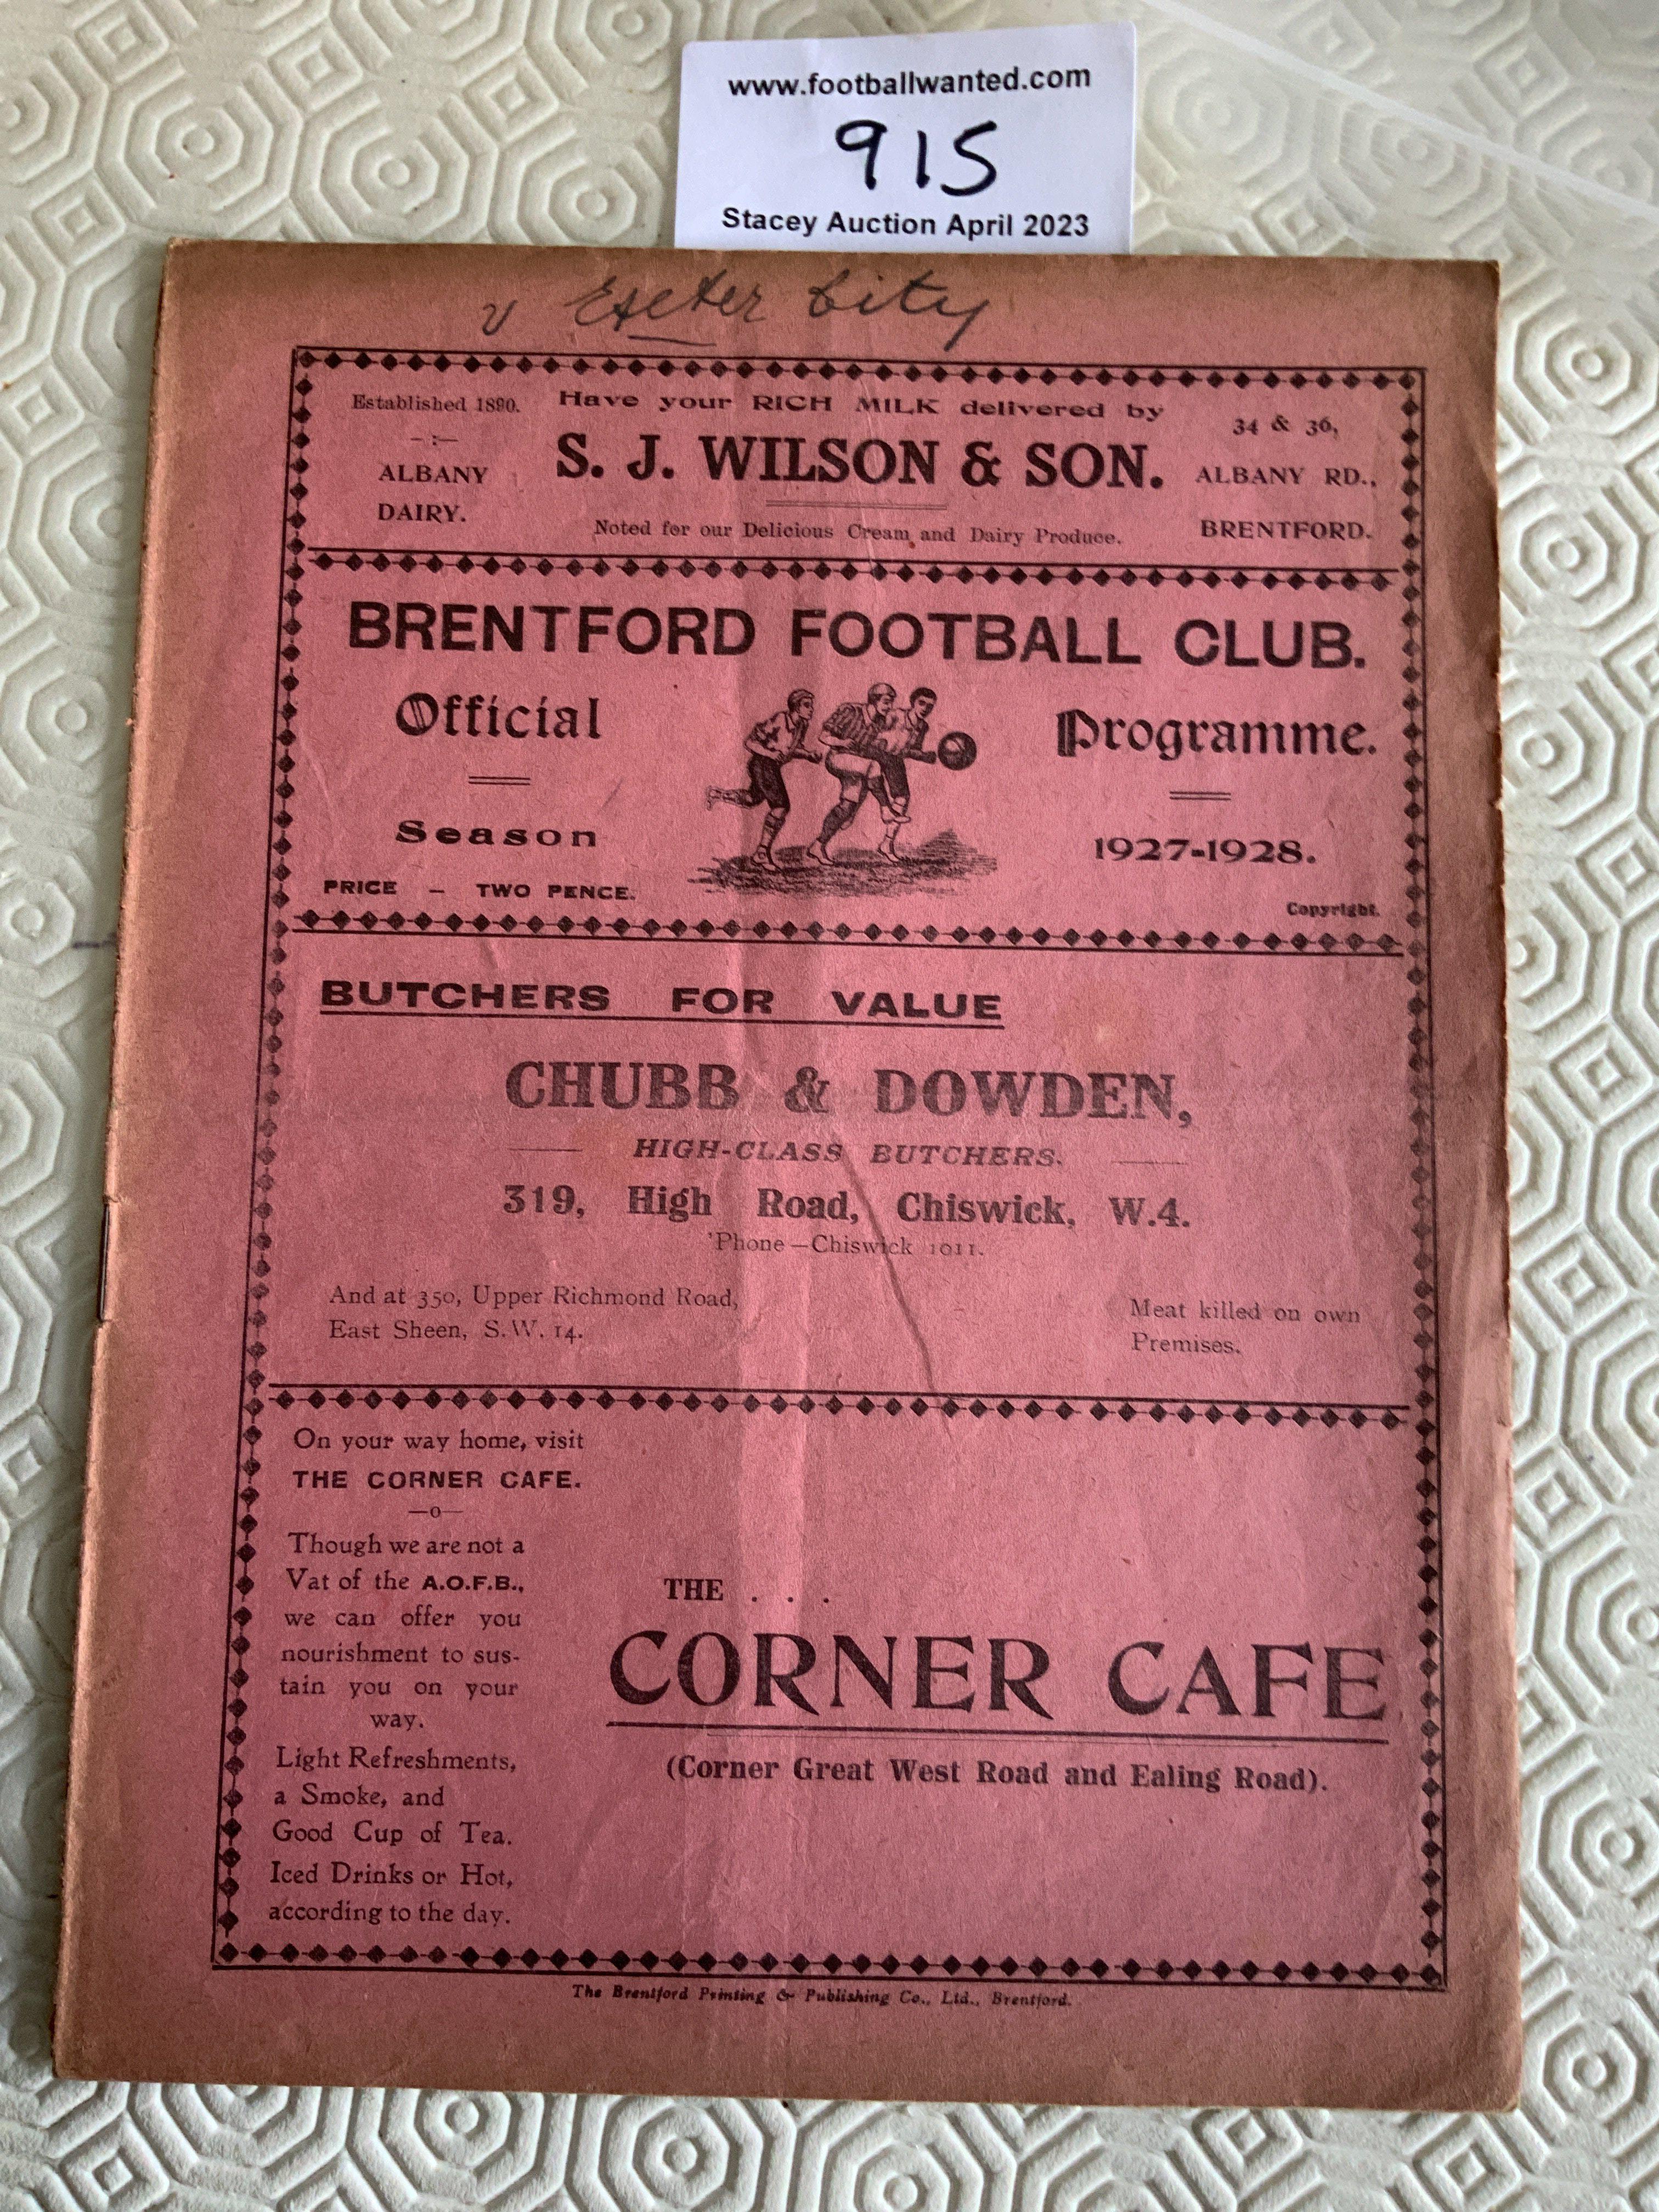 www.footballwanted.com
915
Stacey Auction April 2023
v Exeter City
Established 1890.
ALBANY
DAIRY.
Have your RICH MILK delivered by
S. J. WILSON & SON.
Noted for our Delicious Cream and Dairy Produce.
34 & 36,
ALBANY RD.,
BRENTFORD.
BRENTFORD FOOTBALL CLUB.
Official Programme.
Season 1927-1928.
PRICE – TWO PENCE.
Copyright.
BUTCHERS FOR VALUE
CHUBB & DOWDEN,
HIGH-CLASS BUTCHERS.
319, High Road, Chiswick, W.4.
'Phone—Chiswick 1011.
And at 350, Upper Richmond Road,
East Sheen, S.W. 14.
Meat killed on own
Premises.
On your way home, visit
THE CORNER CAFE.
—o—
Though we are not a
Vat of the A.O.F.B.,
we can offer you
nourishment to sus-
tain you on your
way.
Light Refreshments,
a Smoke, and
Good Cup of Tea.
Iced Drinks or Hot,
according to the day.
THE . . .
CORNER CAFE
(Corner Great West Road and Ealing Road).
The Brentford Printing & Publishing Co., Ltd., Brentford.